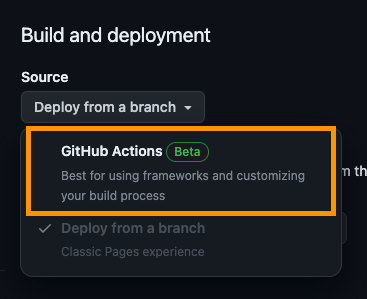 Build and deployment
Source
Deploy from a branch
GitHub Actions Beta
Best for using frameworks and customizing
your build process
m th
Deploy from a branch
Classic Pages experience